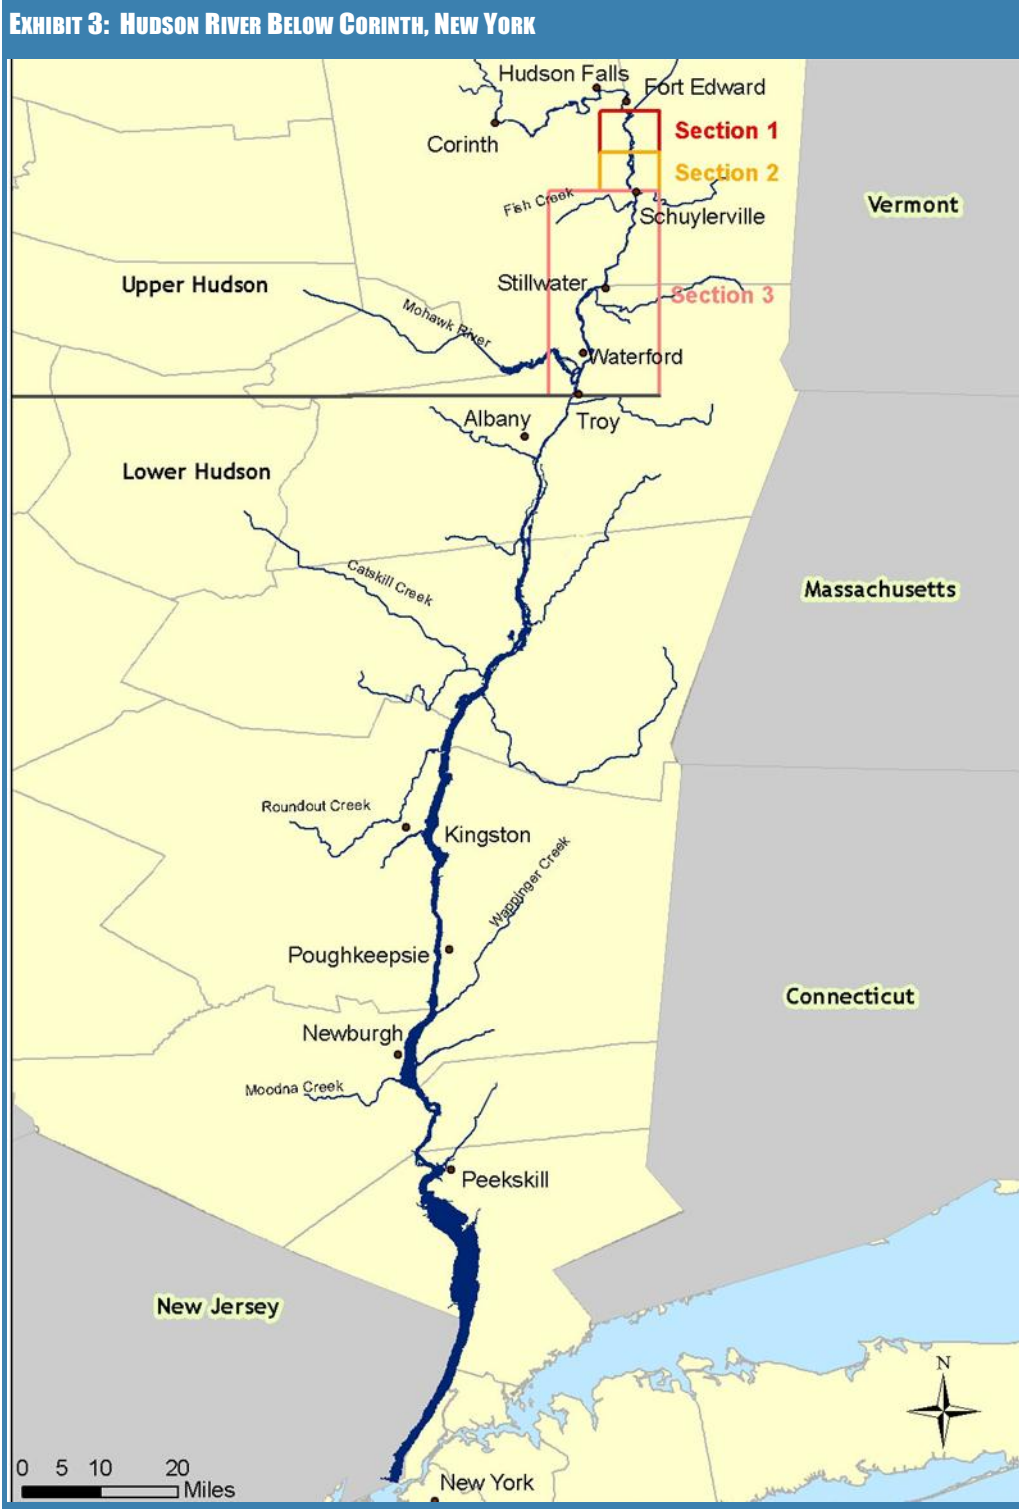 EXHIBIT 3: HUDSON RIVER BELOW CORINTH, NEW YORK
Hudson Falls
Fort Edward
Corinth
Section 1
Section 2
Fish Creek
Schuylerville
Vermont
Upper Hudson
Stillwater
Section 3
Mohawk River
Waterford
Albany
Troy
Lower Hudson
Catskill Creek
Massachusetts
Roundout Creek
Kingston
Wappinger Creek
Poughkeepsie
Connecticut
Newburgh
Moodna Creek
Peekskill
New Jersey
N
0 5 10 20
Miles
New York